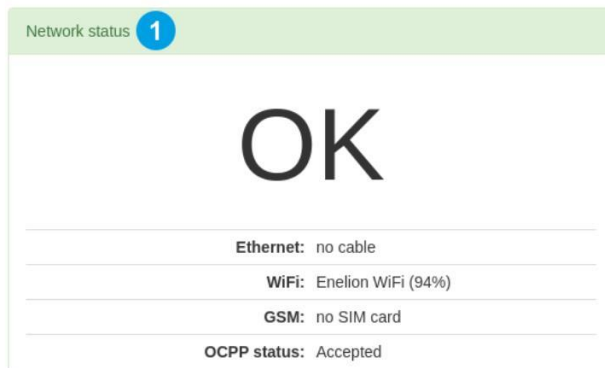 Network status 1
OK
Ethernet: no cable
WiFi: Enelion WiFi (94%)
GSM: no SIM card
OCPP status: Accepted